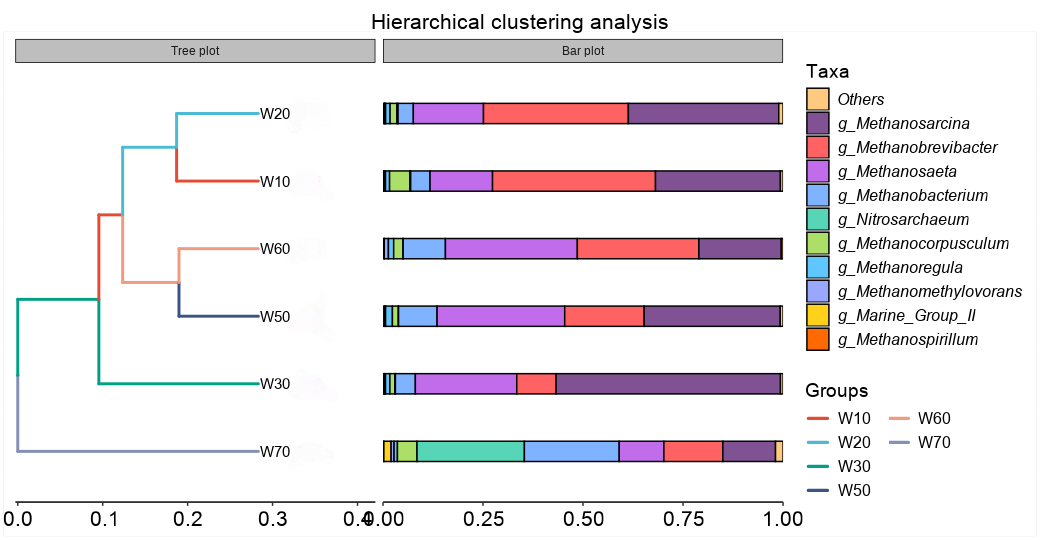 Hierarchical clustering analysis
Tree plot
Bar plot
W20
W10
W60
W50
W30
W70
0.0 0.1 0.2 0.3 0.4
0.00 0.25 0.50 0.75 1.00
Taxa
Others
g_Methanosarcina
g_Methanobrevibacter
g_Methanosaeta
g_Methanobacterium
g_Nitrosarchaeum
g_Methanocorpusculum
g_Methanoregula
g_Methanomethylovorans
g_Marine_Group_II
g_Methanospirillum
Groups
W10 W60
W20 W70
W30
W50